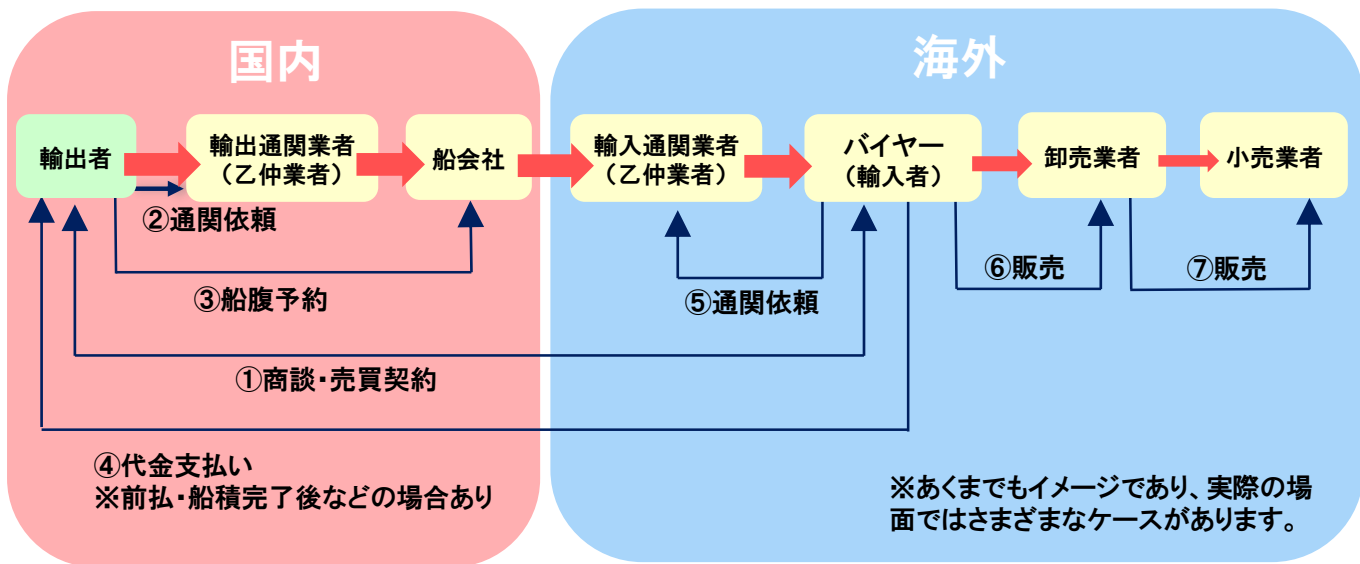 国内
海外
輸出者
輸出通関業者
（乙仲業者）
船会社
輸入通関業者
（乙仲業者）
バイヤー
（輸入者）
卸売業者
小売業者
②通関依頼
③船腹予約
⑤通関依頼
⑥販売
⑦販売
①商談・売買契約
④代金支払い
※前払・船積完了後などの場合あり
※あくまでもイメージであり、実際の場
面ではさまざまなケースがあります。